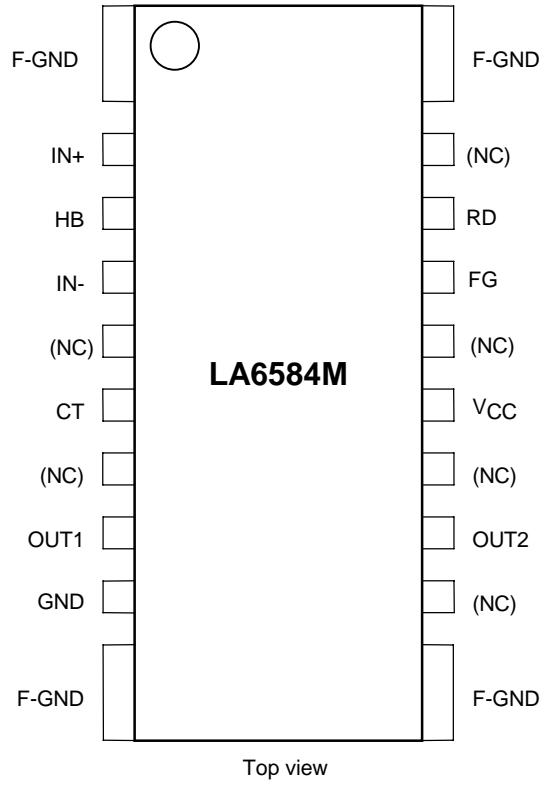 F-GND F-GND
IN+ (NC)
HB RD
IN- FG
(NC) (NC)
LA6584M
CT VCC
(NC) (NC)
OUT1 OUT2
GND (NC)
F-GND F-GND
Top view